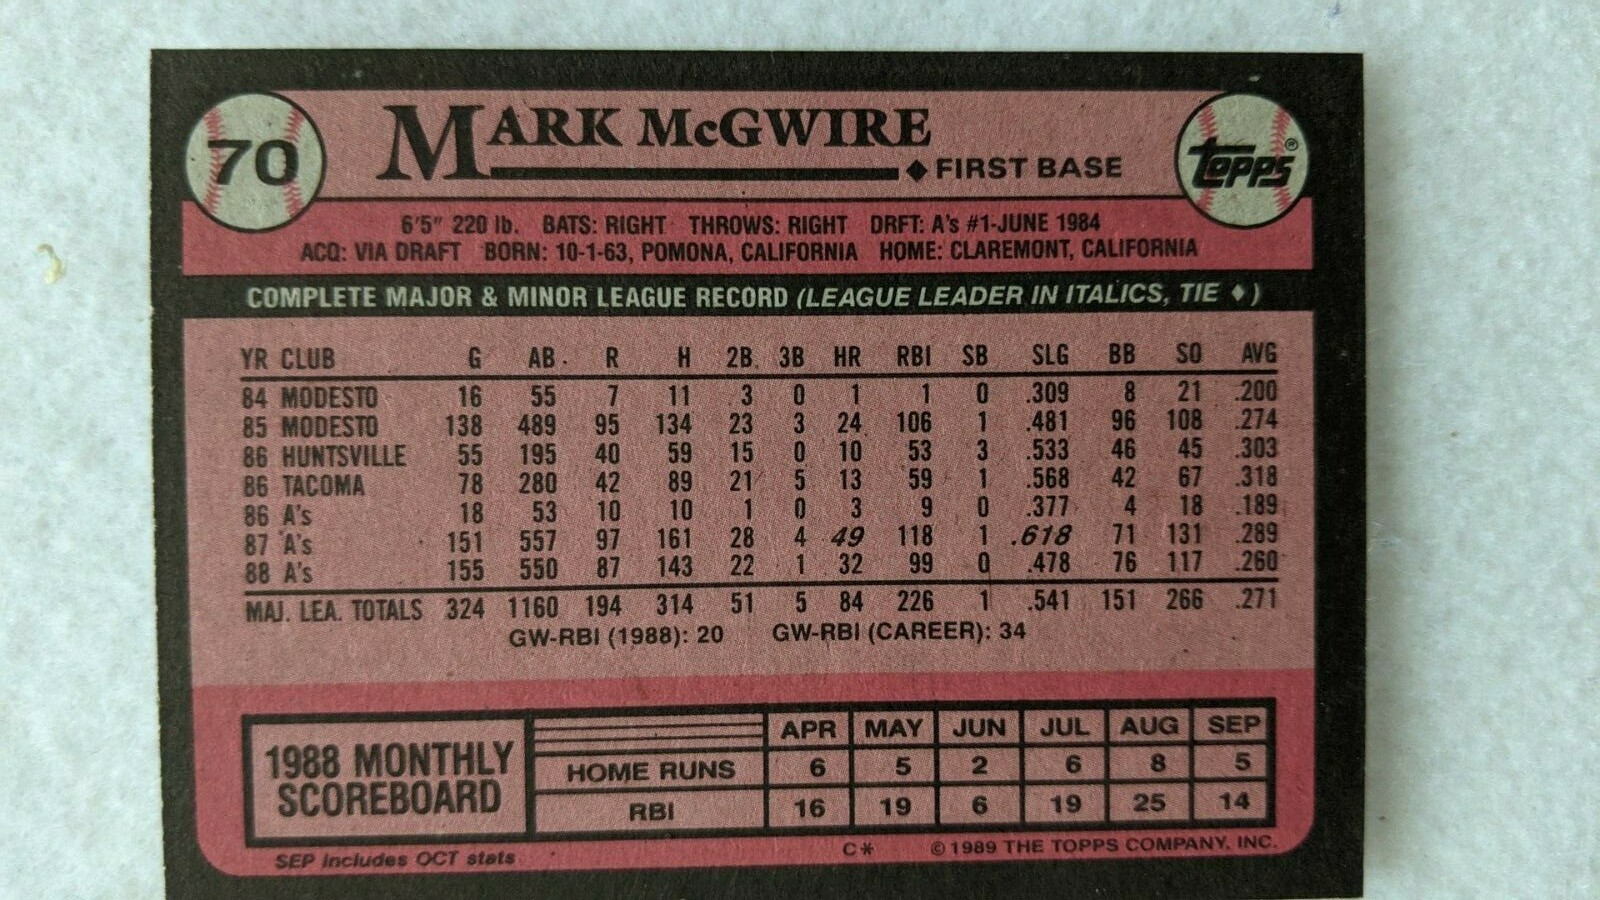 70 MARK McGWIRE topps®
◆ FIRST BASE
6'5" 220 lb. BATS: RIGHT THROWS: RIGHT DRFT: A's #1-JUNE 1984
ACQ: VIA DRAFT BORN: 10-1-63, POMONA, CALIFORNIA HOME: CLAREMONT, CALIFORNIA
COMPLETE MAJOR & MINOR LEAGUE RECORD (LEAGUE LEADER IN ITALICS, TIE ♦)
YR CLUB G AB R H 2B 3B HR RBI SB SLG BB SO AVG
84 MODESTO 16 55 7 11 3 0 1 1 0 .309 8 21 .200
85 MODESTO 138 489 95 134 23 3 24 106 1 .481 96 108 .274
86 HUNTSVILLE 55 195 40 59 15 0 10 53 3 .533 46 45 .303
86 TACOMA 78 280 42 89 21 5 13 59 1 .568 42 67 .318
86 A's 18 53 10 10 1 0 3 9 0 .377 4 18 .189
87 A's 151 557 97 161 28 4 49 118 1 .618 71 131 .289
88 A's 155 550 87 143 22 1 32 99 0 .478 76 117 .260
MAJ. LEA. TOTALS 324 1160 194 314 51 5 84 226 1 .541 151 266 .271
GW-RBI (1988): 20 GW-RBI (CAREER): 34
1988 MONTHLY SCOREBOARD
APR MAY JUN JUL AUG SEP
HOME RUNS 6 5 2 6 8 5
RBI 16 19 6 19 25 14
SEP includes OCT stats C* © 1989 THE TOPPS COMPANY, INC.